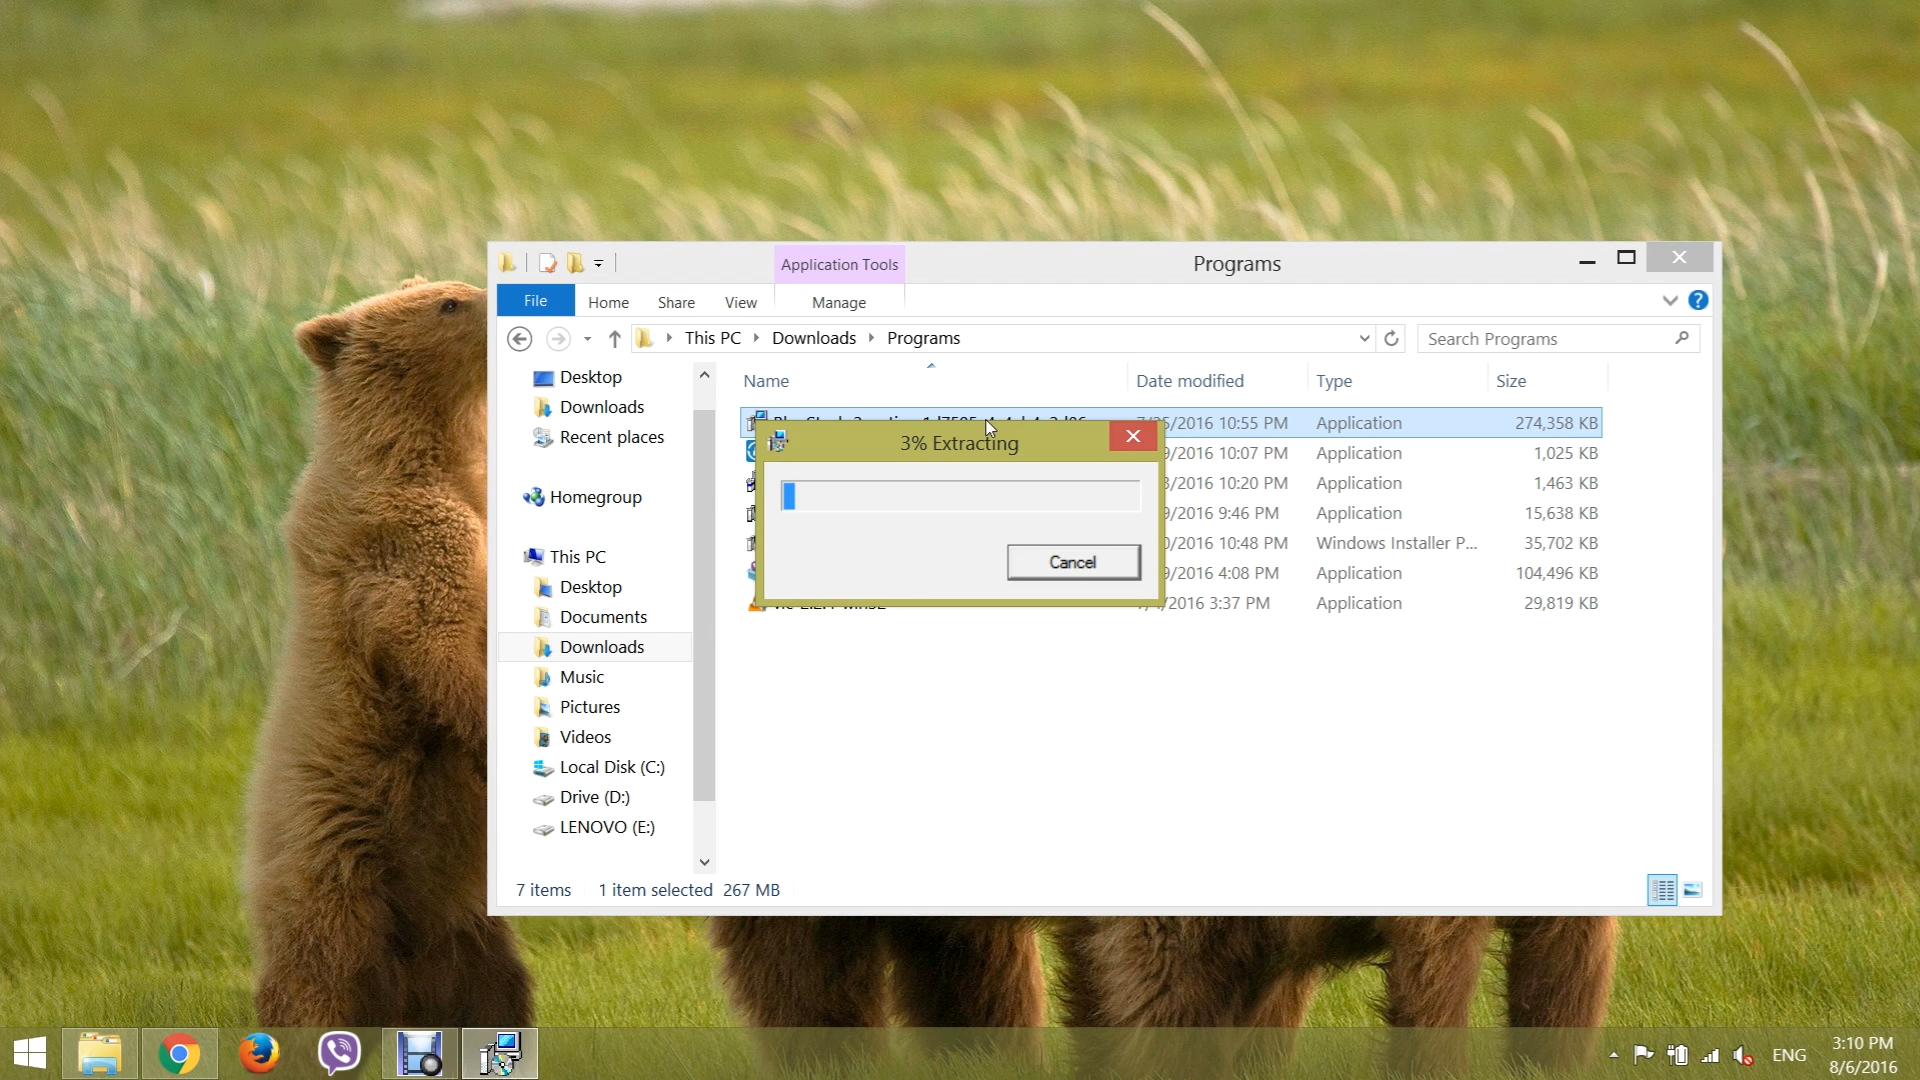 Application Tools
Programs
File
Home
Share
View
Manage
This PC
Downloads
Programs
Search Programs
Name
Date modified
Type
Size
Desktop
Downloads
Recent places
Homegroup
This PC
Desktop
Documents
Downloads
Music
Pictures
Videos
Local Disk (C:)
Drive (D:)
LENOVO (E:)
/2016 10:55 PM Application 274,358 KB
/2016 10:07 PM Application 1,025 KB
/2016 10:20 PM Application 1,463 KB
/2016 9:46 PM Application 15,638 KB
/2016 10:48 PM Windows Installer P... 35,702 KB
/2016 4:08 PM Application 104,496 KB
/2016 3:37 PM Application 29,819 KB
3% Extracting
Cancel
7 items 1 item selected 267 MB
ENG
3:10 PM
8/6/2016